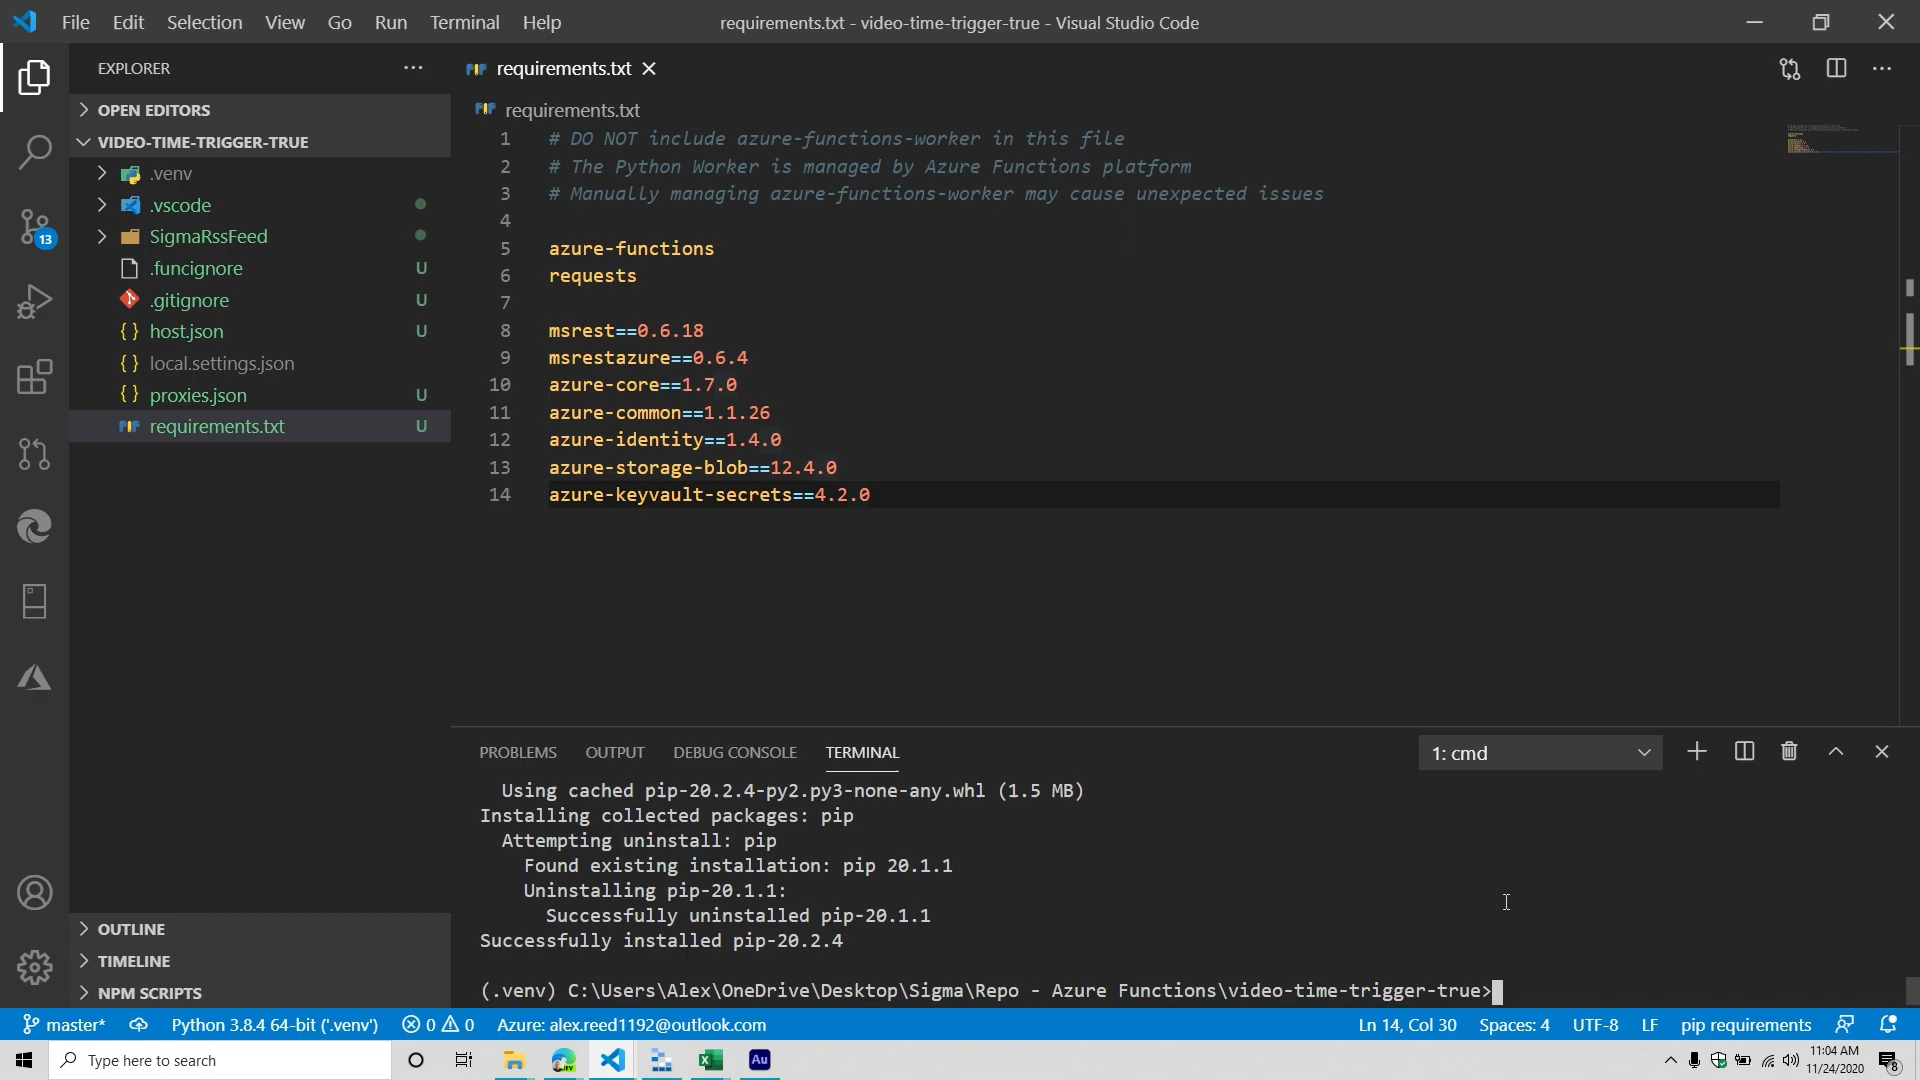 File Edit Selection View Go Run Terminal Help
requirements.txt - video-time-trigger-true - Visual Studio Code
EXPLORER
OPEN EDITORS
VIDEO-TIME-TRIGGER-TRUE
.venv
.vscode
SigmaRssFeed
.funcignore U
.gitignore U
host.json U
local.settings.json
proxies.json U
requirements.txt U
OUTLINE
TIMELINE
NPM SCRIPTS
13
requirements.txt
requirements.txt
1 # DO NOT include azure-functions-worker in this file
2 # The Python Worker is managed by Azure Functions platform
3 # Manually managing azure-functions-worker may cause unexpected issues
4
5 azure-functions
6 requests
7
8 msrest==0.6.18
9 msrestazure==0.6.4
10 azure-core==1.7.0
11 azure-common==1.1.26
12 azure-identity==1.4.0
13 azure-storage-blob==12.4.0
14 azure-keyvault-secrets==4.2.0
PROBLEMS OUTPUT DEBUG CONSOLE TERMINAL
1: cmd
Using cached pip-20.2.4-py2.py3-none-any.whl (1.5 MB)
Installing collected packages: pip
Attempting uninstall: pip
Found existing installation: pip 20.1.1
Uninstalling pip-20.1.1:
Successfully uninstalled pip-20.1.1
Successfully installed pip-20.2.4
(.venv) C:\Users\Alex\OneDrive\Desktop\Sigma\Repo - Azure Functions\video-time-trigger-true>
master* Python 3.8.4 64-bit ('.venv') 0 0 Azure: alex.reed1192@outlook.com Ln 14, Col 30 Spaces: 4 UTF-8 LF pip requirements
Type here to search
Au
11:04 AM
11/24/2020
8